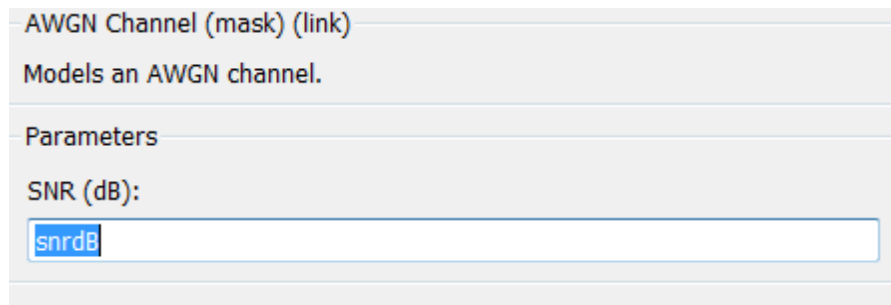 AWGN Channel (mask) (link)
Models an AWGN channel.
Parameters
SNR (dB):
snrdB